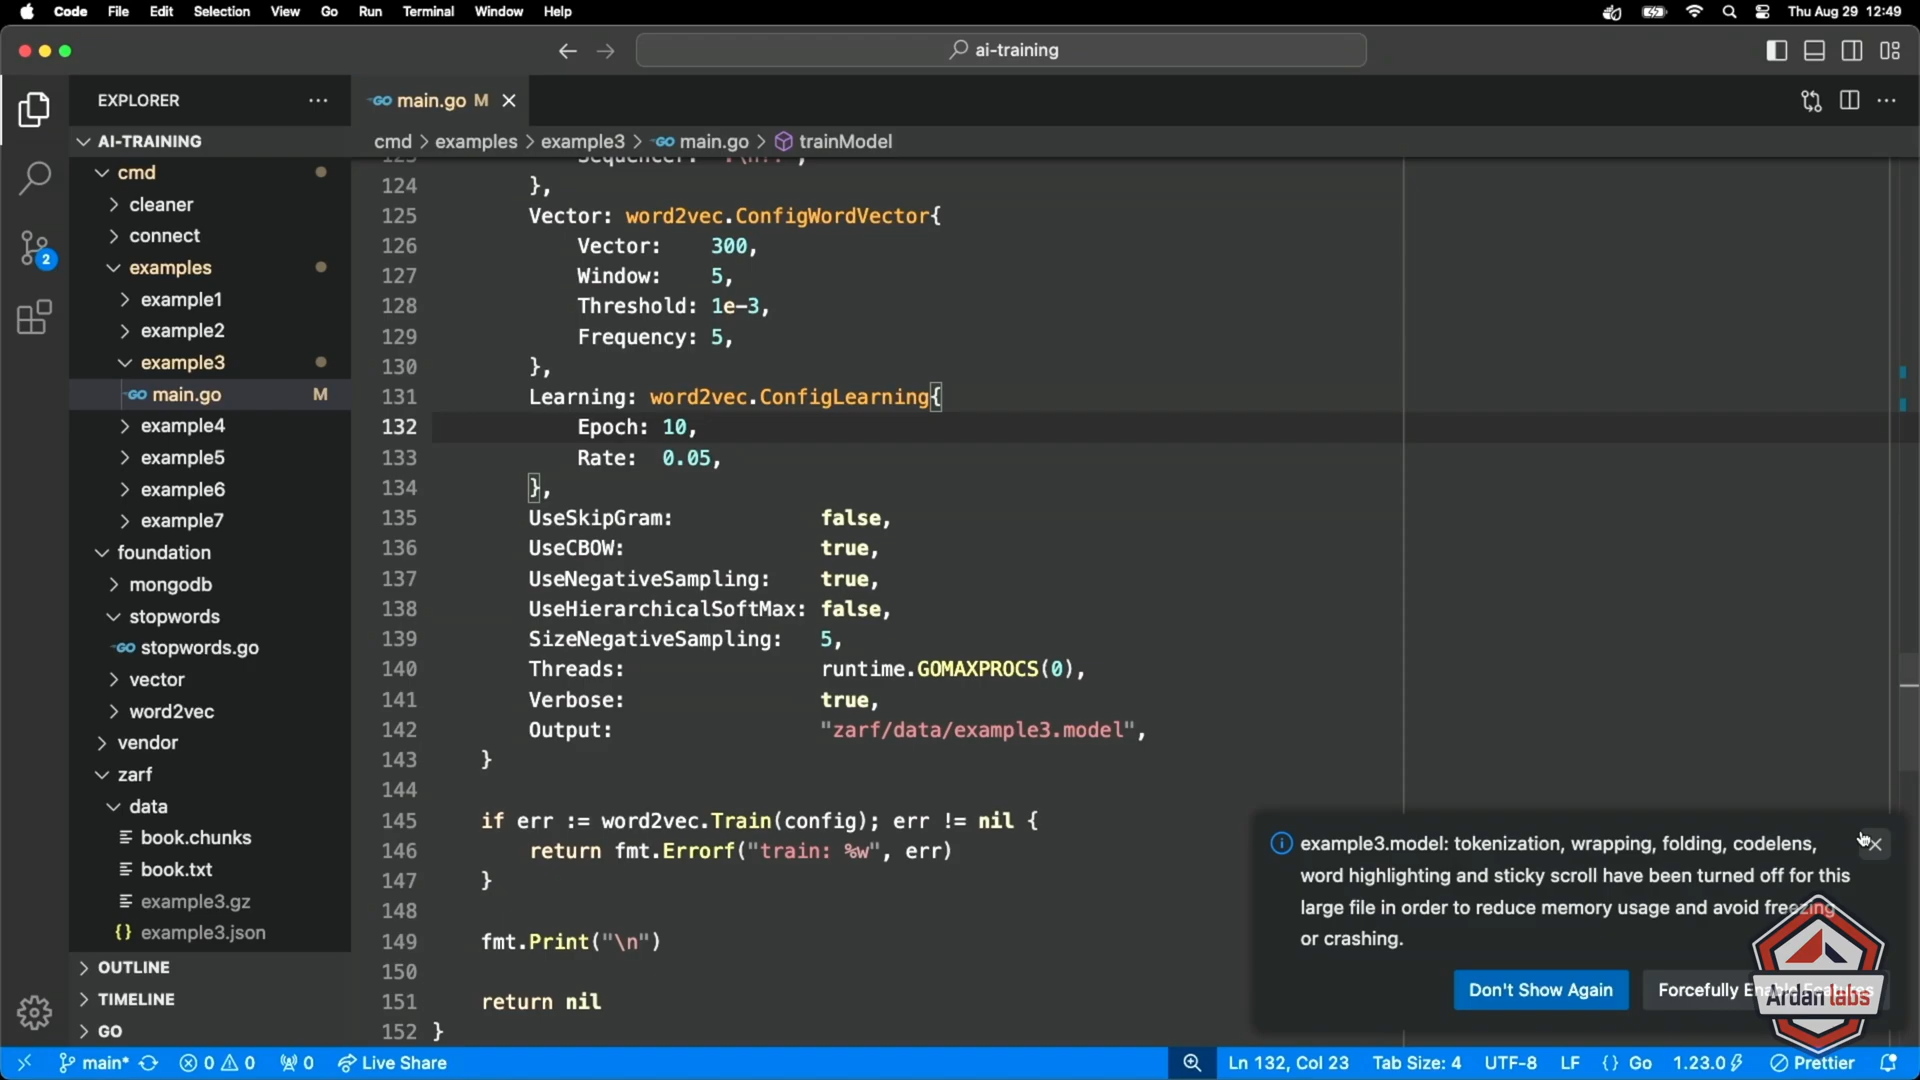 Code File Edit Selection View Go Run Terminal Window Help
Thu Aug 29 12:49
ai-training
EXPLORER
main.go M
AI-TRAINING
cmd > examples > example3 > main.go > trainModel
cmd
cleaner
connect
examples
example1
example2
example3
main.go M
example4
example5
example6
example7
foundation
mongodb
stopwords
stopwords.go
vector
word2vec
vendor
zarf
data
book.chunks
book.txt
example3.gz
example3.json
OUTLINE
TIMELINE
GO
2
124 },
125 Vector: word2vec.ConfigWordVector{
126 Vector: 300,
127 Window: 5,
128 Threshold: 1e-3,
129 Frequency: 5,
130 },
131 Learning: word2vec.ConfigLearning{
132 Epoch: 10,
133 Rate: 0.05,
134 },
135 UseSkipGram: false,
136 UseCBOW: true,
137 UseNegativeSampling: true,
138 UseHierarchicalSoftMax: false,
139 SizeNegativeSampling: 5,
140 Threads: runtime.GOMAXPROCS(0),
141 Verbose: true,
142 Output: "zarf/data/example3.model",
143 }
144
145 if err := word2vec.Train(config); err != nil {
146 return fmt.Errorf("train: %w", err)
147 }
148
149 fmt.Print("\n")
150
151 return nil
152 }
example3.model: tokenization, wrapping, folding, codelens,
word highlighting and sticky scroll have been turned off for this
large file in order to reduce memory usage and avoid freezing
or crashing.
Don't Show Again
Forcefully Enable Features
Ardan labs
main* 0 0 0 Live Share
Ln 132, Col 23 Tab Size: 4 UTF-8 LF {} Go 1.23.0 Prettier